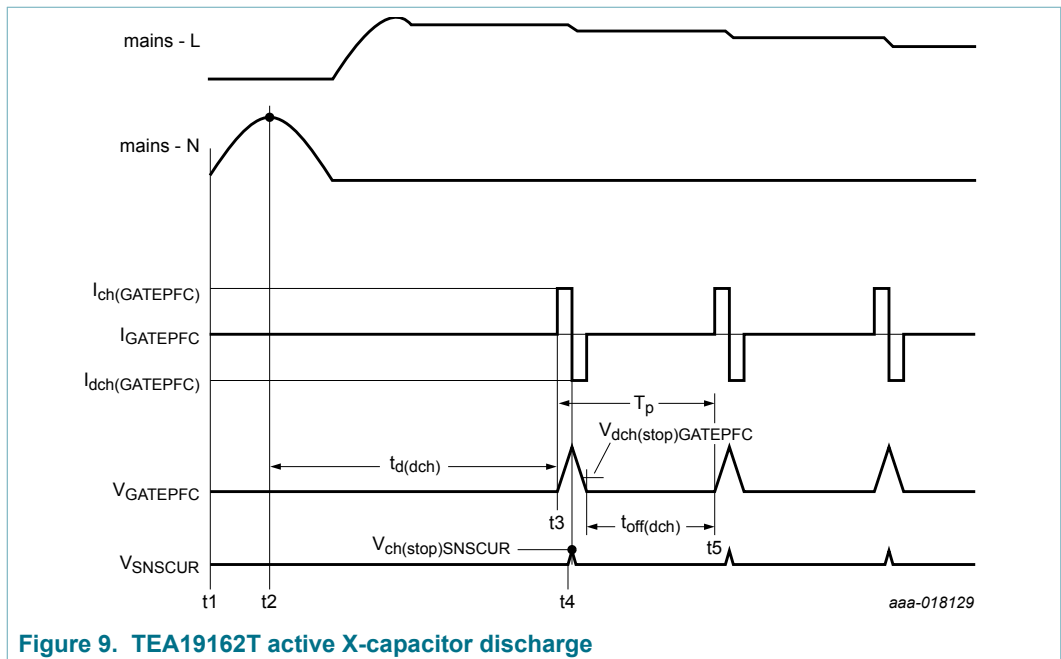 mains - L
mains - N
Ich(GATEPFC)
IGATEPFC
Idch(GATEPFC)
Tp
Vdch(stop)GATEPFC
td(dch)
VGATEPFC
t3
toff(dch)
t5
Vch(stop)SNSCUR
VSNSCUR
t1
t2
t4
aaa-018129
Figure 9. TEA19162T active X-capacitor discharge